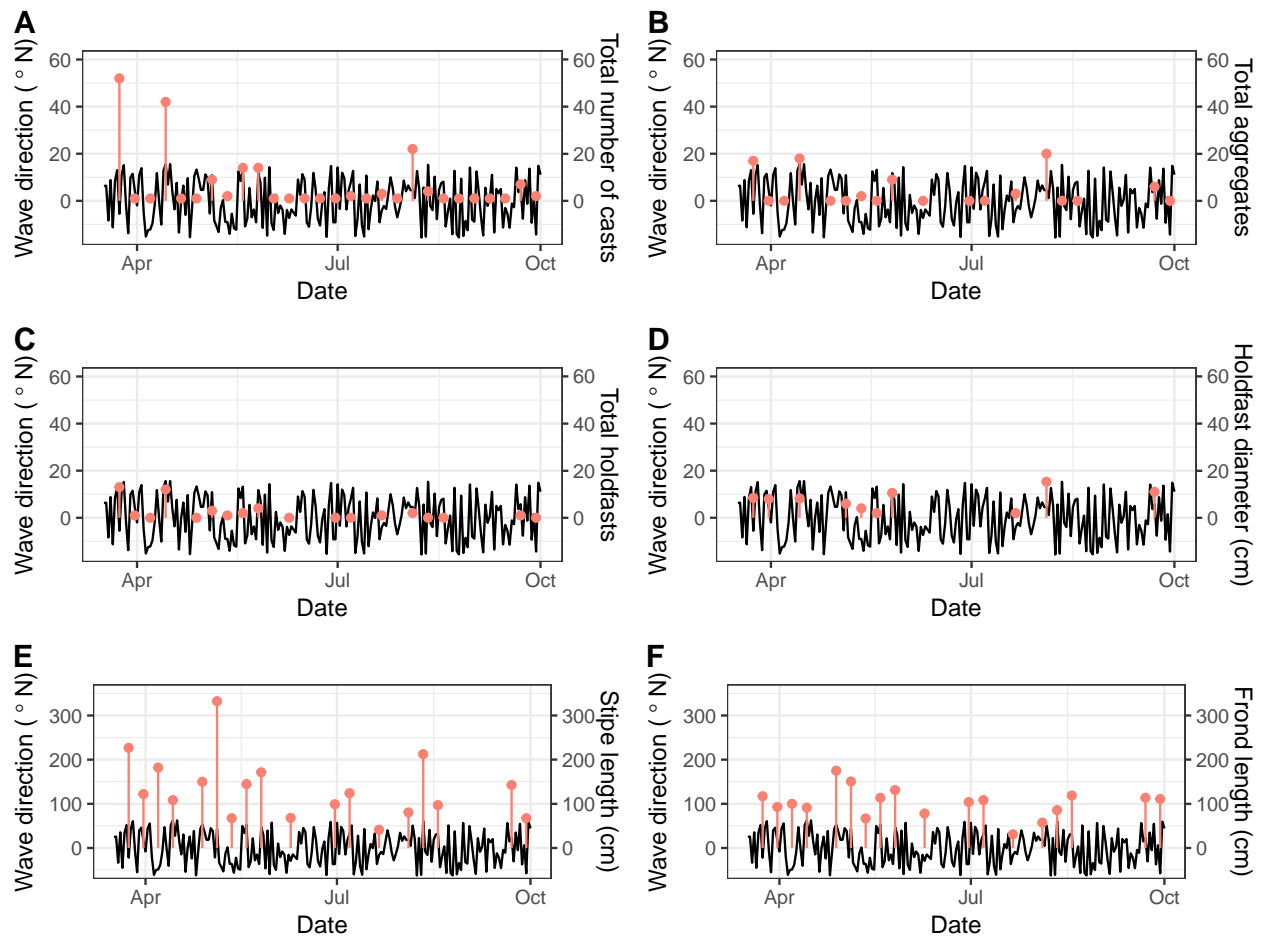 A
Wave direction ( ° N)
60
40
20
0
60
40
20
0
Total number of casts
Apr
Jul
Oct
Date
B
Wave direction ( ° N)
60
40
20
0
60
40
20
0
Total aggregates
Apr
Jul
Oct
Date
C
Wave direction ( ° N)
60
40
20
0
60
40
20
0
Total holdfasts
Apr
Jul
Oct
Date
D
Wave direction ( ° N)
60
40
20
0
60
40
20
0
Holdfast diameter (cm)
Apr
Jul
Oct
Date
E
Wave direction ( ° N)
300
200
100
0
300
200
100
0
Stipe length (cm)
Apr
Jul
Oct
Date
F
Wave direction ( ° N)
300
200
100
0
300
200
100
0
Frond length (cm)
Apr
Jul
Oct
Date